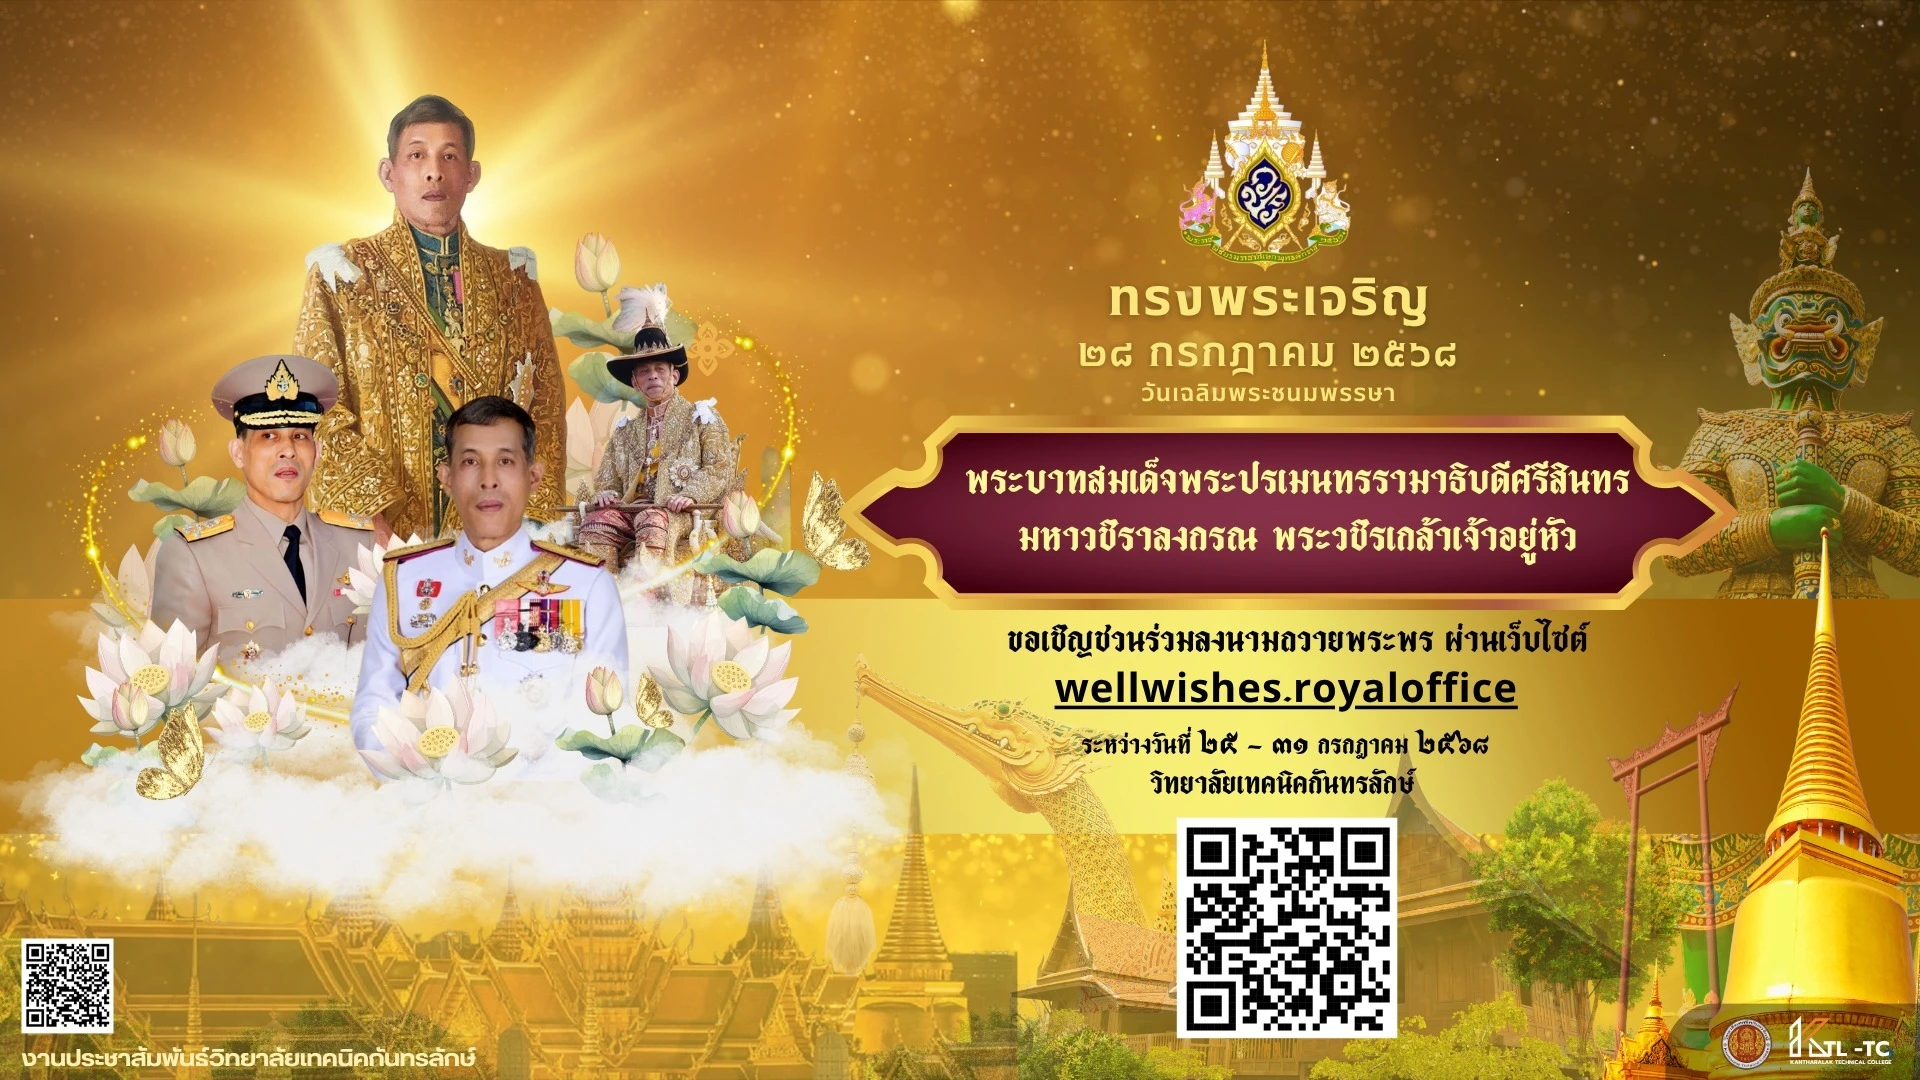 ทรงพระเจริญ
๒๘ กรกฎาคม ๒๕๖๘
วันเฉลิมพระชนมพรรษา
พระบาทสมเด็จพระปรเมนทรรามาธิบดีศรีสินทร
มหาวชิราลงกรณ พระวชิรเกล้าเจ้าอยู่หัว
ขอเชิญชวนร่วมลงนามถวายพระพร ผ่านเว็บไซต์
wellwishes.royaloffice
ระหว่างวันที่ ๒๕ - ๓๑ กรกฎาคม ๒๕๖๘
วิทยาลัยเทคนิคกันทรลักษ์
งานประชาสัมพันธ์วิทยาลัยเทคนิคกันทรลักษ์
KTL -TC
KANTHARALAK TECHNICAL COLLEGE